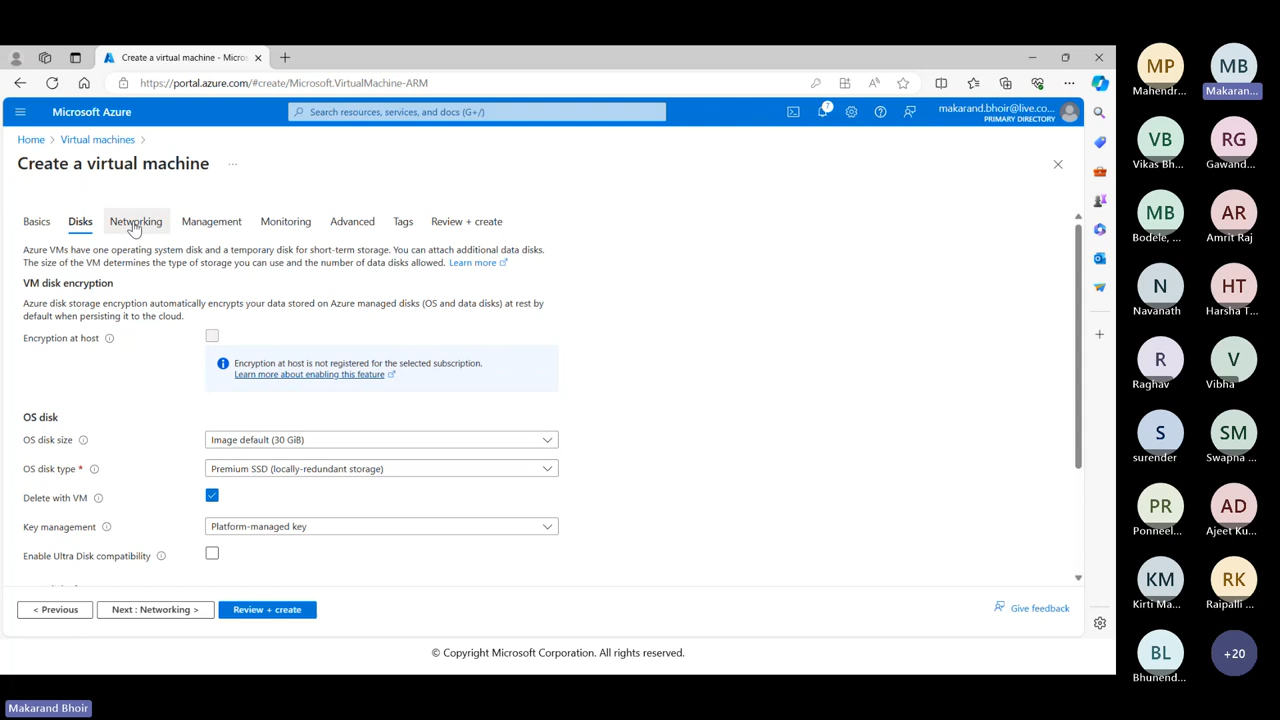 Create a virtual machine - Micros
https://portal.azure.com/#create/Microsoft.VirtualMachine-ARM
Microsoft Azure
Search resources, services, and docs (G+/)
7
makarand.bhoir@live.co...
PRIMARY DIRECTORY
Home
Virtual machines
Create a virtual machine
...
Basics
Disks
Networking
Management
Monitoring
Advanced
Tags
Review + create
Azure VMs have one operating system disk and a temporary disk for short-term storage. You can attach additional data disks.
The size of the VM determines the type of storage you can use and the number of data disks allowed. Learn more
VM disk encryption
Azure disk storage encryption automatically encrypts your data stored on Azure managed disks (OS and data disks) at rest by
default when persisting it to the cloud.
Encryption at host
Encryption at host is not registered for the selected subscription.
Learn more about enabling this feature
OS disk
OS disk size
Image default (30 GiB)
OS disk type *
Premium SSD (locally-redundant storage)
Delete with VM
Key management
Platform-managed key
Enable Ultra Disk compatibility
< Previous
Next : Networking >
Review + create
Give feedback
© Copyright Microsoft Corporation. All rights reserved.
Makarand Bhoir
MP
Mahendr...
MB
Makaran...
VB
Vikas Bh...
RG
Gawand...
MB
Bodele, ...
AR
Amrit Raj
N
Navanath
HT
Harsha T...
R
Raghav
V
Vibha
S
surender
SM
Swapna ...
PR
Ponneel...
AD
Ajeet Ku...
KM
Kirti Ma...
RK
Raipalli ...
BL
Bhunend...
+20